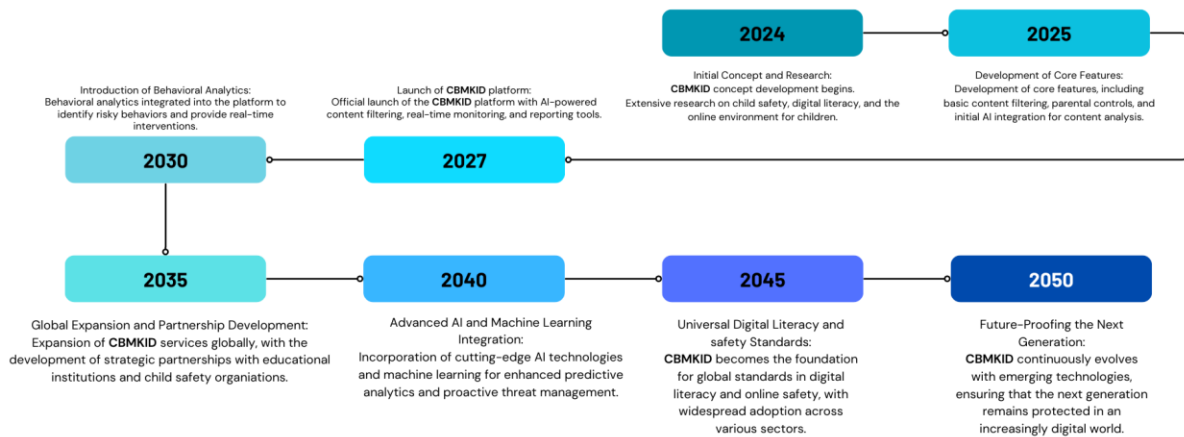 2024
2025
Initial Concept and Research:
CBMKID concept development begins.
Extensive research on child safety, digital literacy, and the
online environment for children.
Development of Core Features:
Development of core features, including
basic content filtering, parental controls, and
initial AI integration for content analysis.
Launch of CBMKID platform:
Official launch of the CBMKID platform with AI-powered
content filtering, real-time monitoring, and reporting tools.
2027
Introduction of Behavioral Analytics:
Behavioral analytics integrated into the platform to
identify risky behaviors and provide real-time
interventions.
2030
2035
Global Expansion and Partnership Development:
Expansion of CBMKID services globally, with the
development of strategic partnerships with educational
institutions and child safety organiations.
2040
Advanced AI and Machine Learning
Integration:
Incorporation of cutting-edge AI technologies
and machine learning for enhanced predictive
analytics and proactive threat management.
2045
Universal Digital Literacy and
safety Standards:
CBMKID becomes the foundation
for global standards in digital
literacy and online safety, with
widespread adoption across
various sectors.
2050
Future-Proofing the Next
Generation:
CBMKID continuously evolves
with emerging technologies,
ensuring that the next generation
remains protected in an
increasingly digital world.